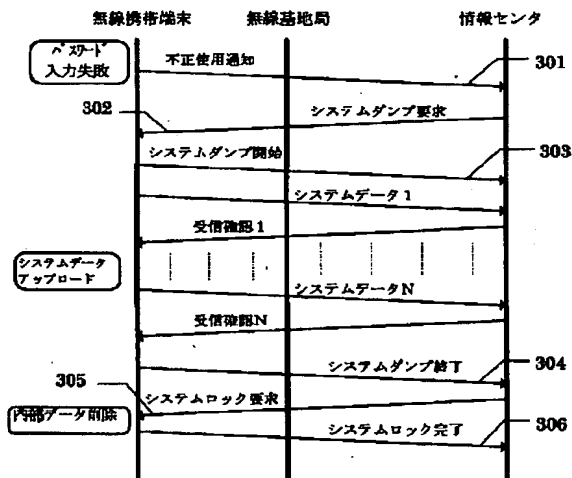 無線携帯端末 無線基地局 情報センタ
パスワード
入力失敗
不正使用通知
301
302
システムダンプ要求
システムダンプ開始
303
システムデータ1
受信確認1
システムデータ
アップロード
システムデータN
受信確認N
システムダンプ終了
304
305
システムロック要求
内部データ削除
システムロック完了
306